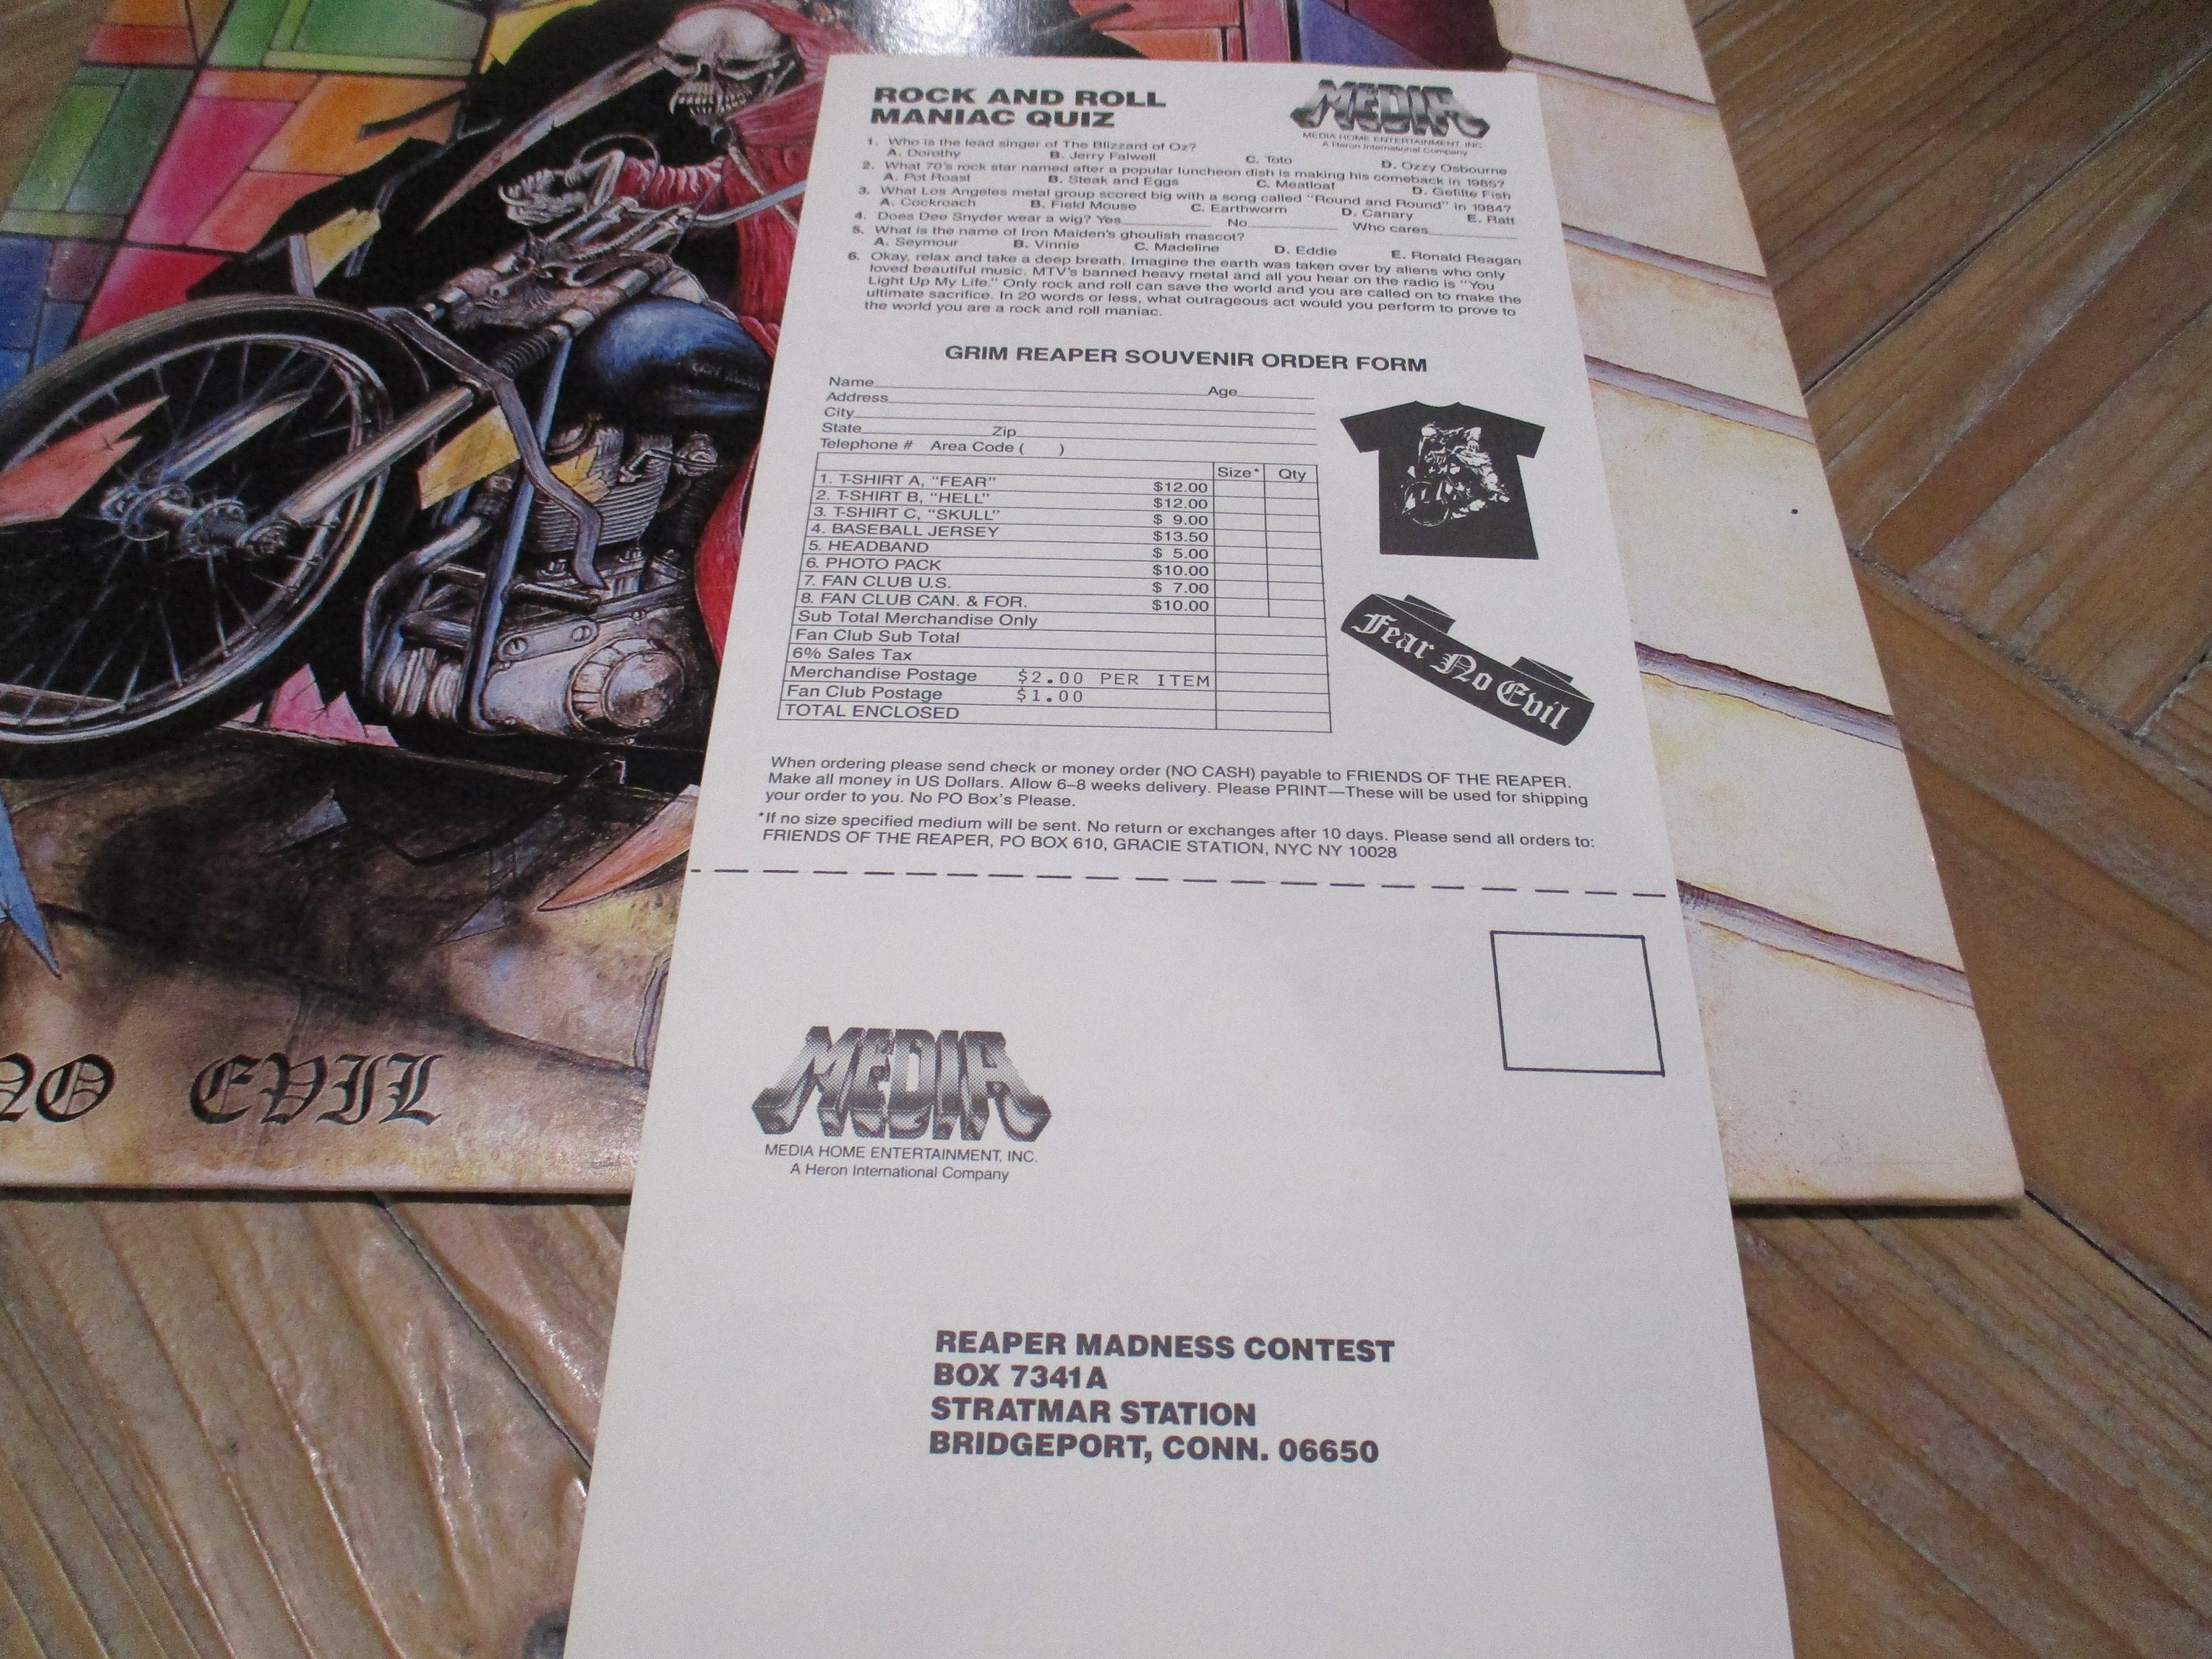 ROCK AND ROLL
MANIAC QUIZ
MEDIA
MEDIA HOME ENTERTAINMENT, INC.
A Heron International Company
1. Who is the lead singer of The Blizzard of Oz?
A. Dorothy B. Jerry Falwell C. Toto D. Ozzy Osbourne
2. What 70's rock star named after a popular luncheon dish is making his comeback in 1985?
A. Pot Roast B. Steak and Eggs C. Meatloaf D. Gefilte Fish
3. What Los Angeles metal group scored big with a song called "Round and Round" in 1984?
A. Cockroach B. Field Mouse C. Earthworm D. Canary E. Ratt
4. Does Dee Snyder wear a wig? Yes No Who cares
5. What is the name of Iron Maiden's ghoulish mascot?
A. Seymour B. Vinnie C. Madeline D. Eddie E. Ronald Reagan
6. Okay, relax and take a deep breath. Imagine the earth was taken over by aliens who only
loved beautiful music. MTV's banned heavy metal and all you hear on the radio is "You
Light Up My Life." Only rock and roll can save the world and you are called on to make the
ultimate sacrifice. In 20 words or less, what outrageous act would you perform to prove to
the world you are a rock and roll maniac.
GRIM REAPER SOUVENIR ORDER FORM
Name Age
Address
City
State Zip
Telephone # Area Code ( )
Size* Qty
1. T-SHIRT A, "FEAR" $12.00
2. T-SHIRT B, "HELL" $12.00
3. T-SHIRT C, "SKULL" $ 9.00
4. BASEBALL JERSEY $13.50
5. HEADBAND $ 5.00
6. PHOTO PACK $10.00
7. FAN CLUB U.S. $ 7.00
8. FAN CLUB CAN. & FOR. $10.00
Sub Total Merchandise Only
Fan Club Sub Total
6% Sales Tax
Merchandise Postage $2.00 PER ITEM
Fan Club Postage $1.00
TOTAL ENCLOSED
Fear No Evil
When ordering please send check or money order (NO CASH) payable to FRIENDS OF THE REAPER.
Make all money in US Dollars. Allow 6–8 weeks delivery. Please PRINT—These will be used for shipping
your order to you. No PO Box's Please.
*If no size specified medium will be sent. No return or exchanges after 10 days. Please send all orders to:
FRIENDS OF THE REAPER, PO BOX 610, GRACIE STATION, NYC NY 10028
NO EVIL
MEDIA
MEDIA HOME ENTERTAINMENT, INC.
A Heron International Company
REAPER MADNESS CONTEST
BOX 7341A
STRATMAR STATION
BRIDGEPORT, CONN. 06650